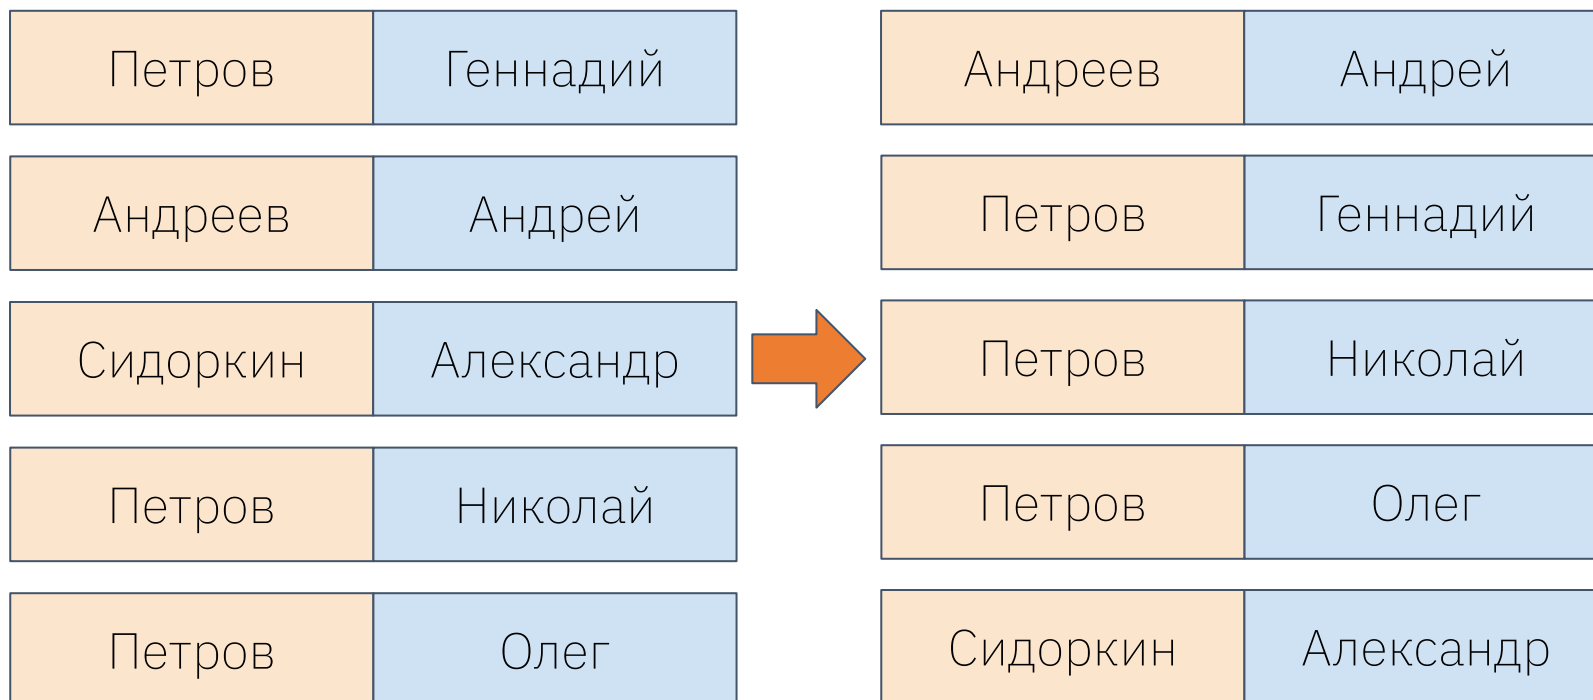 Петров Геннадий
Андреев Андрей
Сидоркин Александр
Петров Николай
Петров Олег
Андреев Андрей
Петров Геннадий
Петров Николай
Петров Олег
Сидоркин Александр